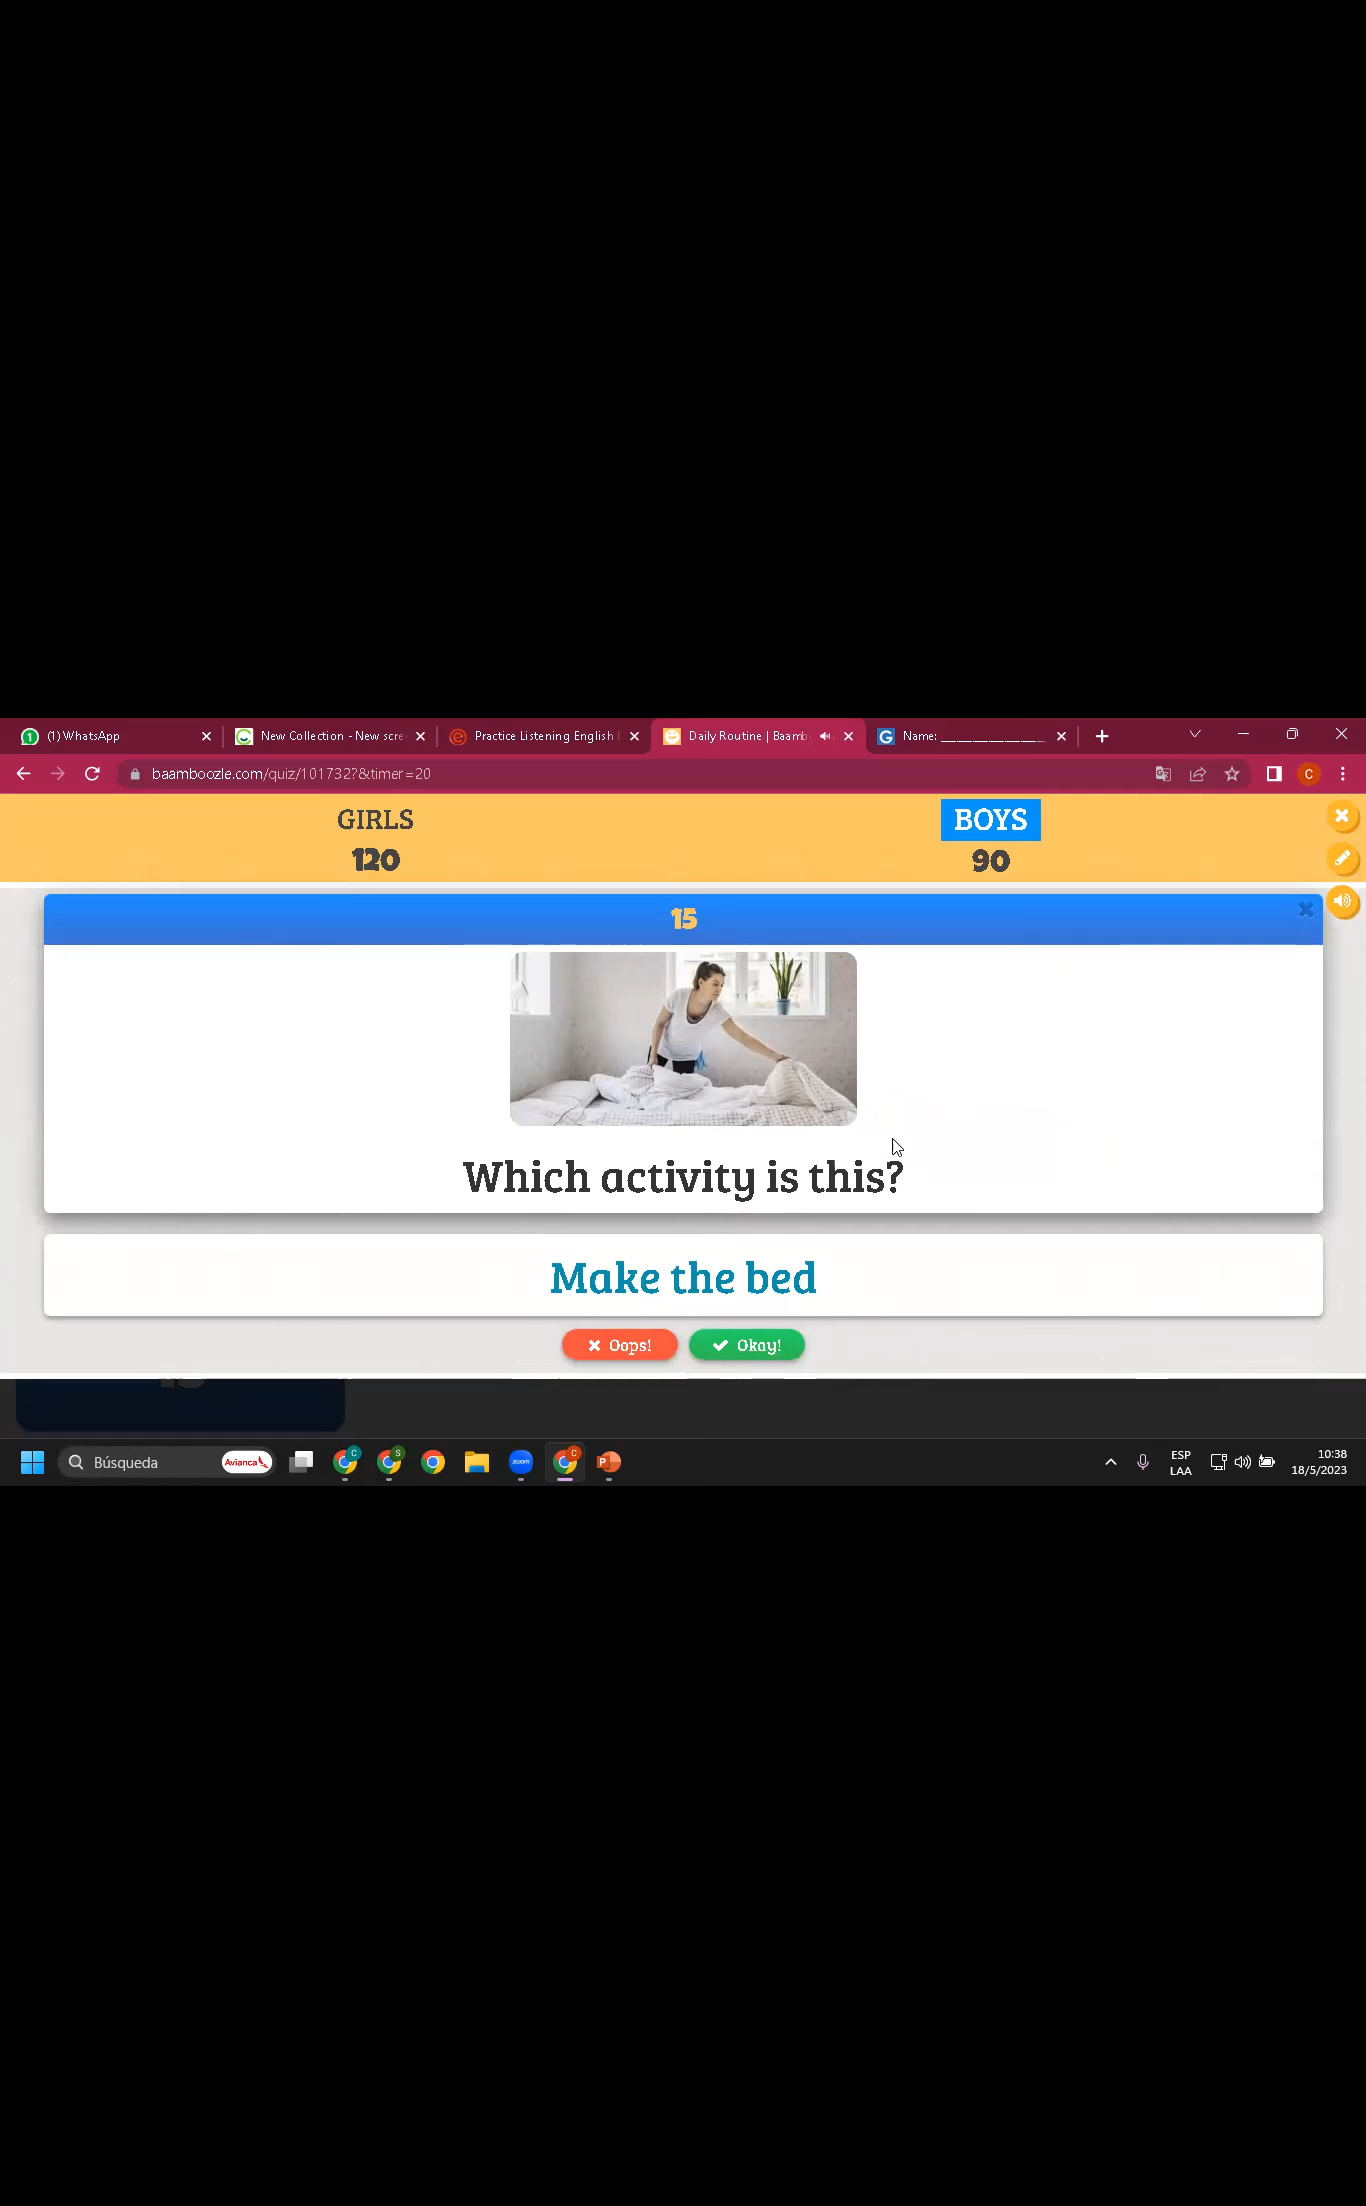 (1) WhatsApp
New Collection - New scre
Practice Listening English
Daily Routine | Baamb
Name: ___________________
baamboozle.com/quiz/101732?&timer=20
C
GIRLS
BOYS
120
90
15
Which activity is this?
Make the bed
Oops!
Okay!
Búsqueda
Avianca
C
S
zoom
C
P
ESP
LAA
10:38
18/5/2023